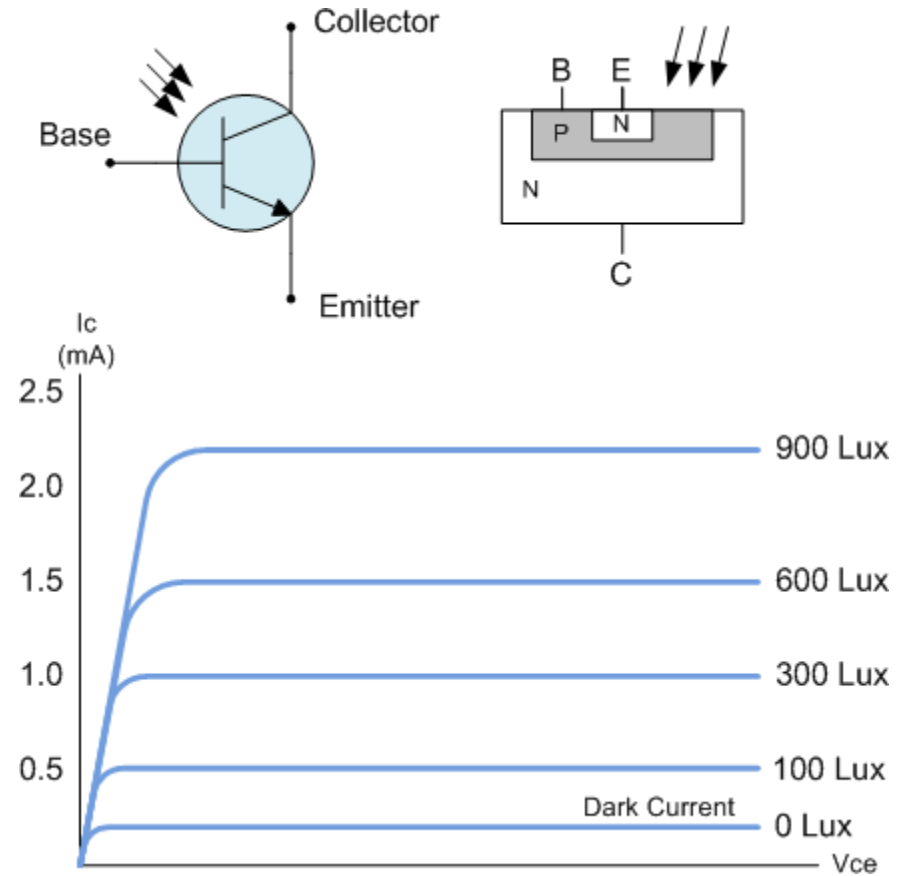 Collector
Base
Emitter
B E
P N
N
C
Ic
(mA)
2.5
900 Lux
2.0
1.5 600 Lux
1.0 300 Lux
0.5 100 Lux
Dark Current
0 Lux
Vce